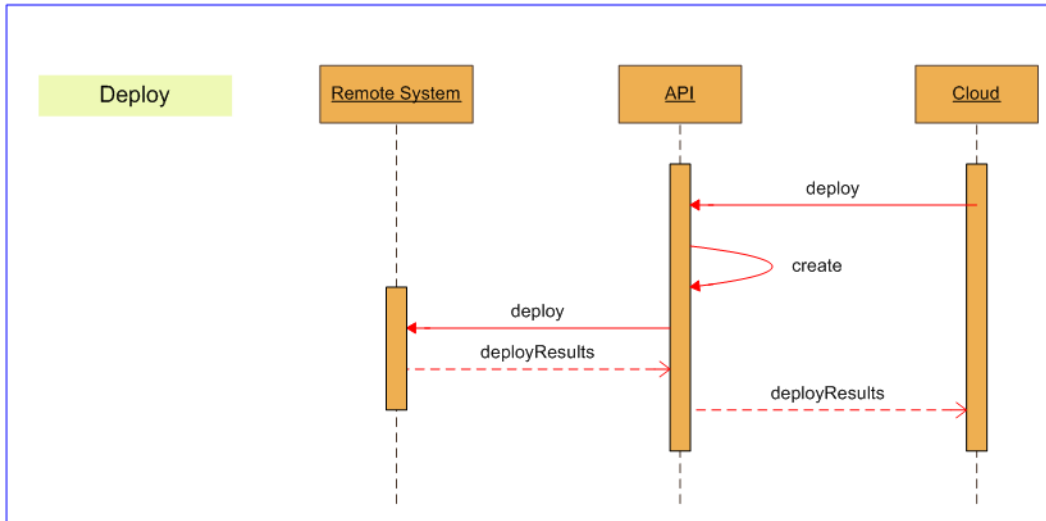 Deploy
Remote System
API
Cloud
deploy
create
deploy
deployResults
deployResults